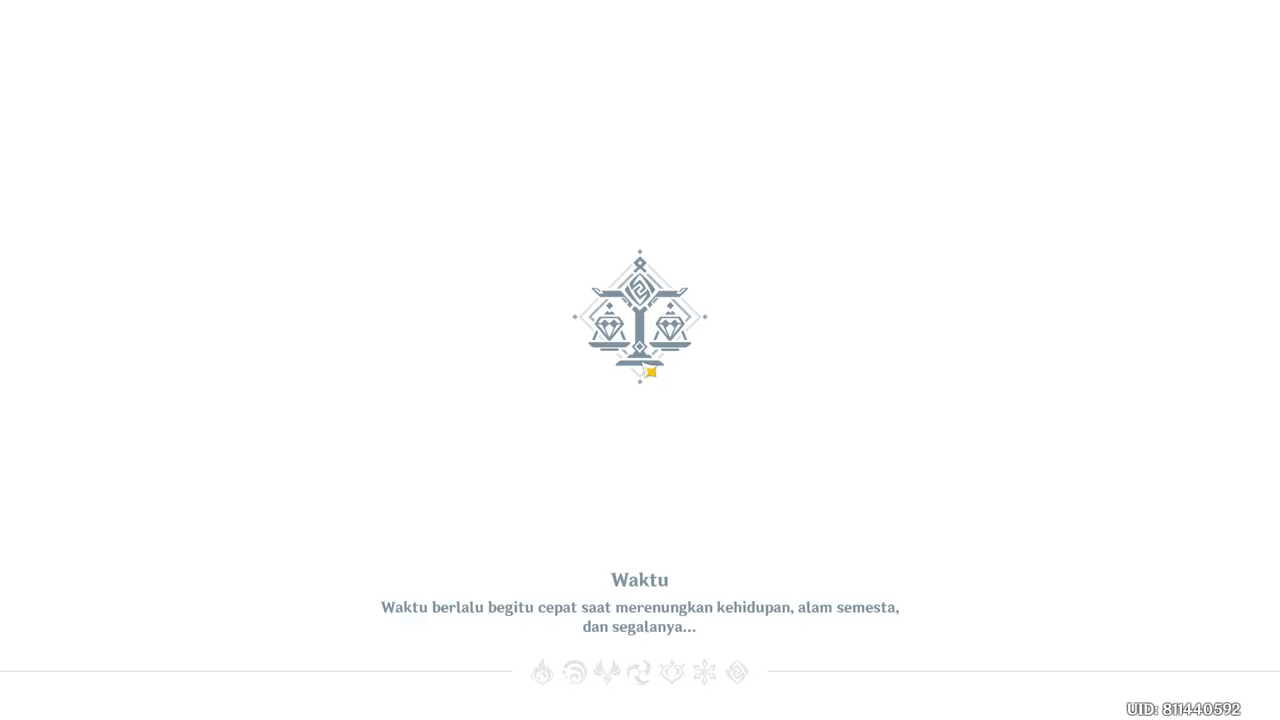 Waktu
Waktu berlalu begitu cepat saat merenungkan kehidupan, alam semesta,
dan segalanya...
UID: 811440592